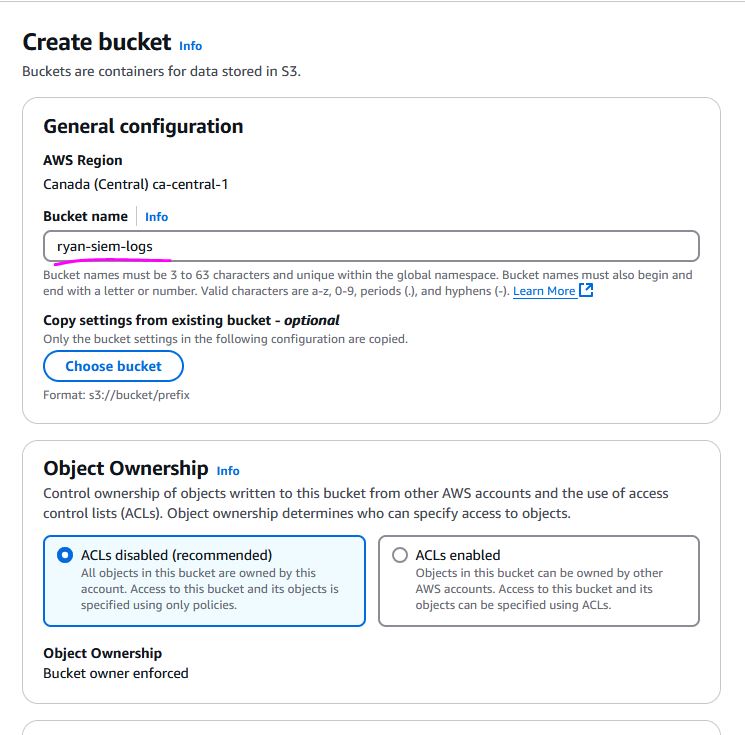 Create bucket Info
Buckets are containers for data stored in S3.
General configuration
AWS Region
Canada (Central) ca-central-1
Bucket name Info
ryan-siem-logs
Bucket names must be 3 to 63 characters and unique within the global namespace. Bucket names must also begin and
end with a letter or number. Valid characters are a-z, 0-9, periods (.), and hyphens (-). Learn More
Copy settings from existing bucket - optional
Only the bucket settings in the following configuration are copied.
Choose bucket
Format: s3://bucket/prefix
Object Ownership Info
Control ownership of objects written to this bucket from other AWS accounts and the use of access
control lists (ACLs). Object ownership determines who can specify access to objects.
ACLs disabled (recommended)
All objects in this bucket are owned by this
account. Access to this bucket and its objects is
specified using only policies.
ACLs enabled
Objects in this bucket can be owned by other
AWS accounts. Access to this bucket and its
objects can be specified using ACLs.
Object Ownership
Bucket owner enforced